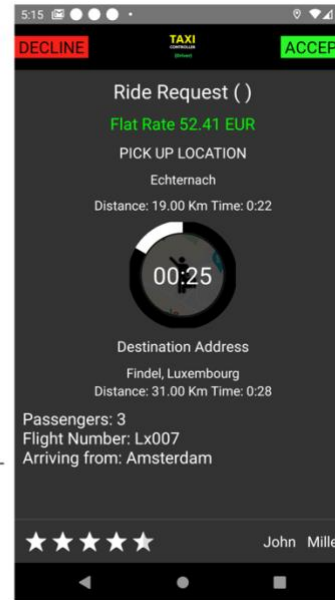 5:15
DECLINE
TAXI
CONTROLLER
(Driver)
ACCEP
Ride Request ( )
Flat Rate 52.41 EUR
PICK UP LOCATION
Echternach
Distance: 19.00 Km Time: 0:22
00:25
Destination Address
Findel, Luxembourg
Distance: 31.00 Km Time: 0:28
Passengers: 3
Flight Number: Lx007
Arriving from: Amsterdam
John Mille